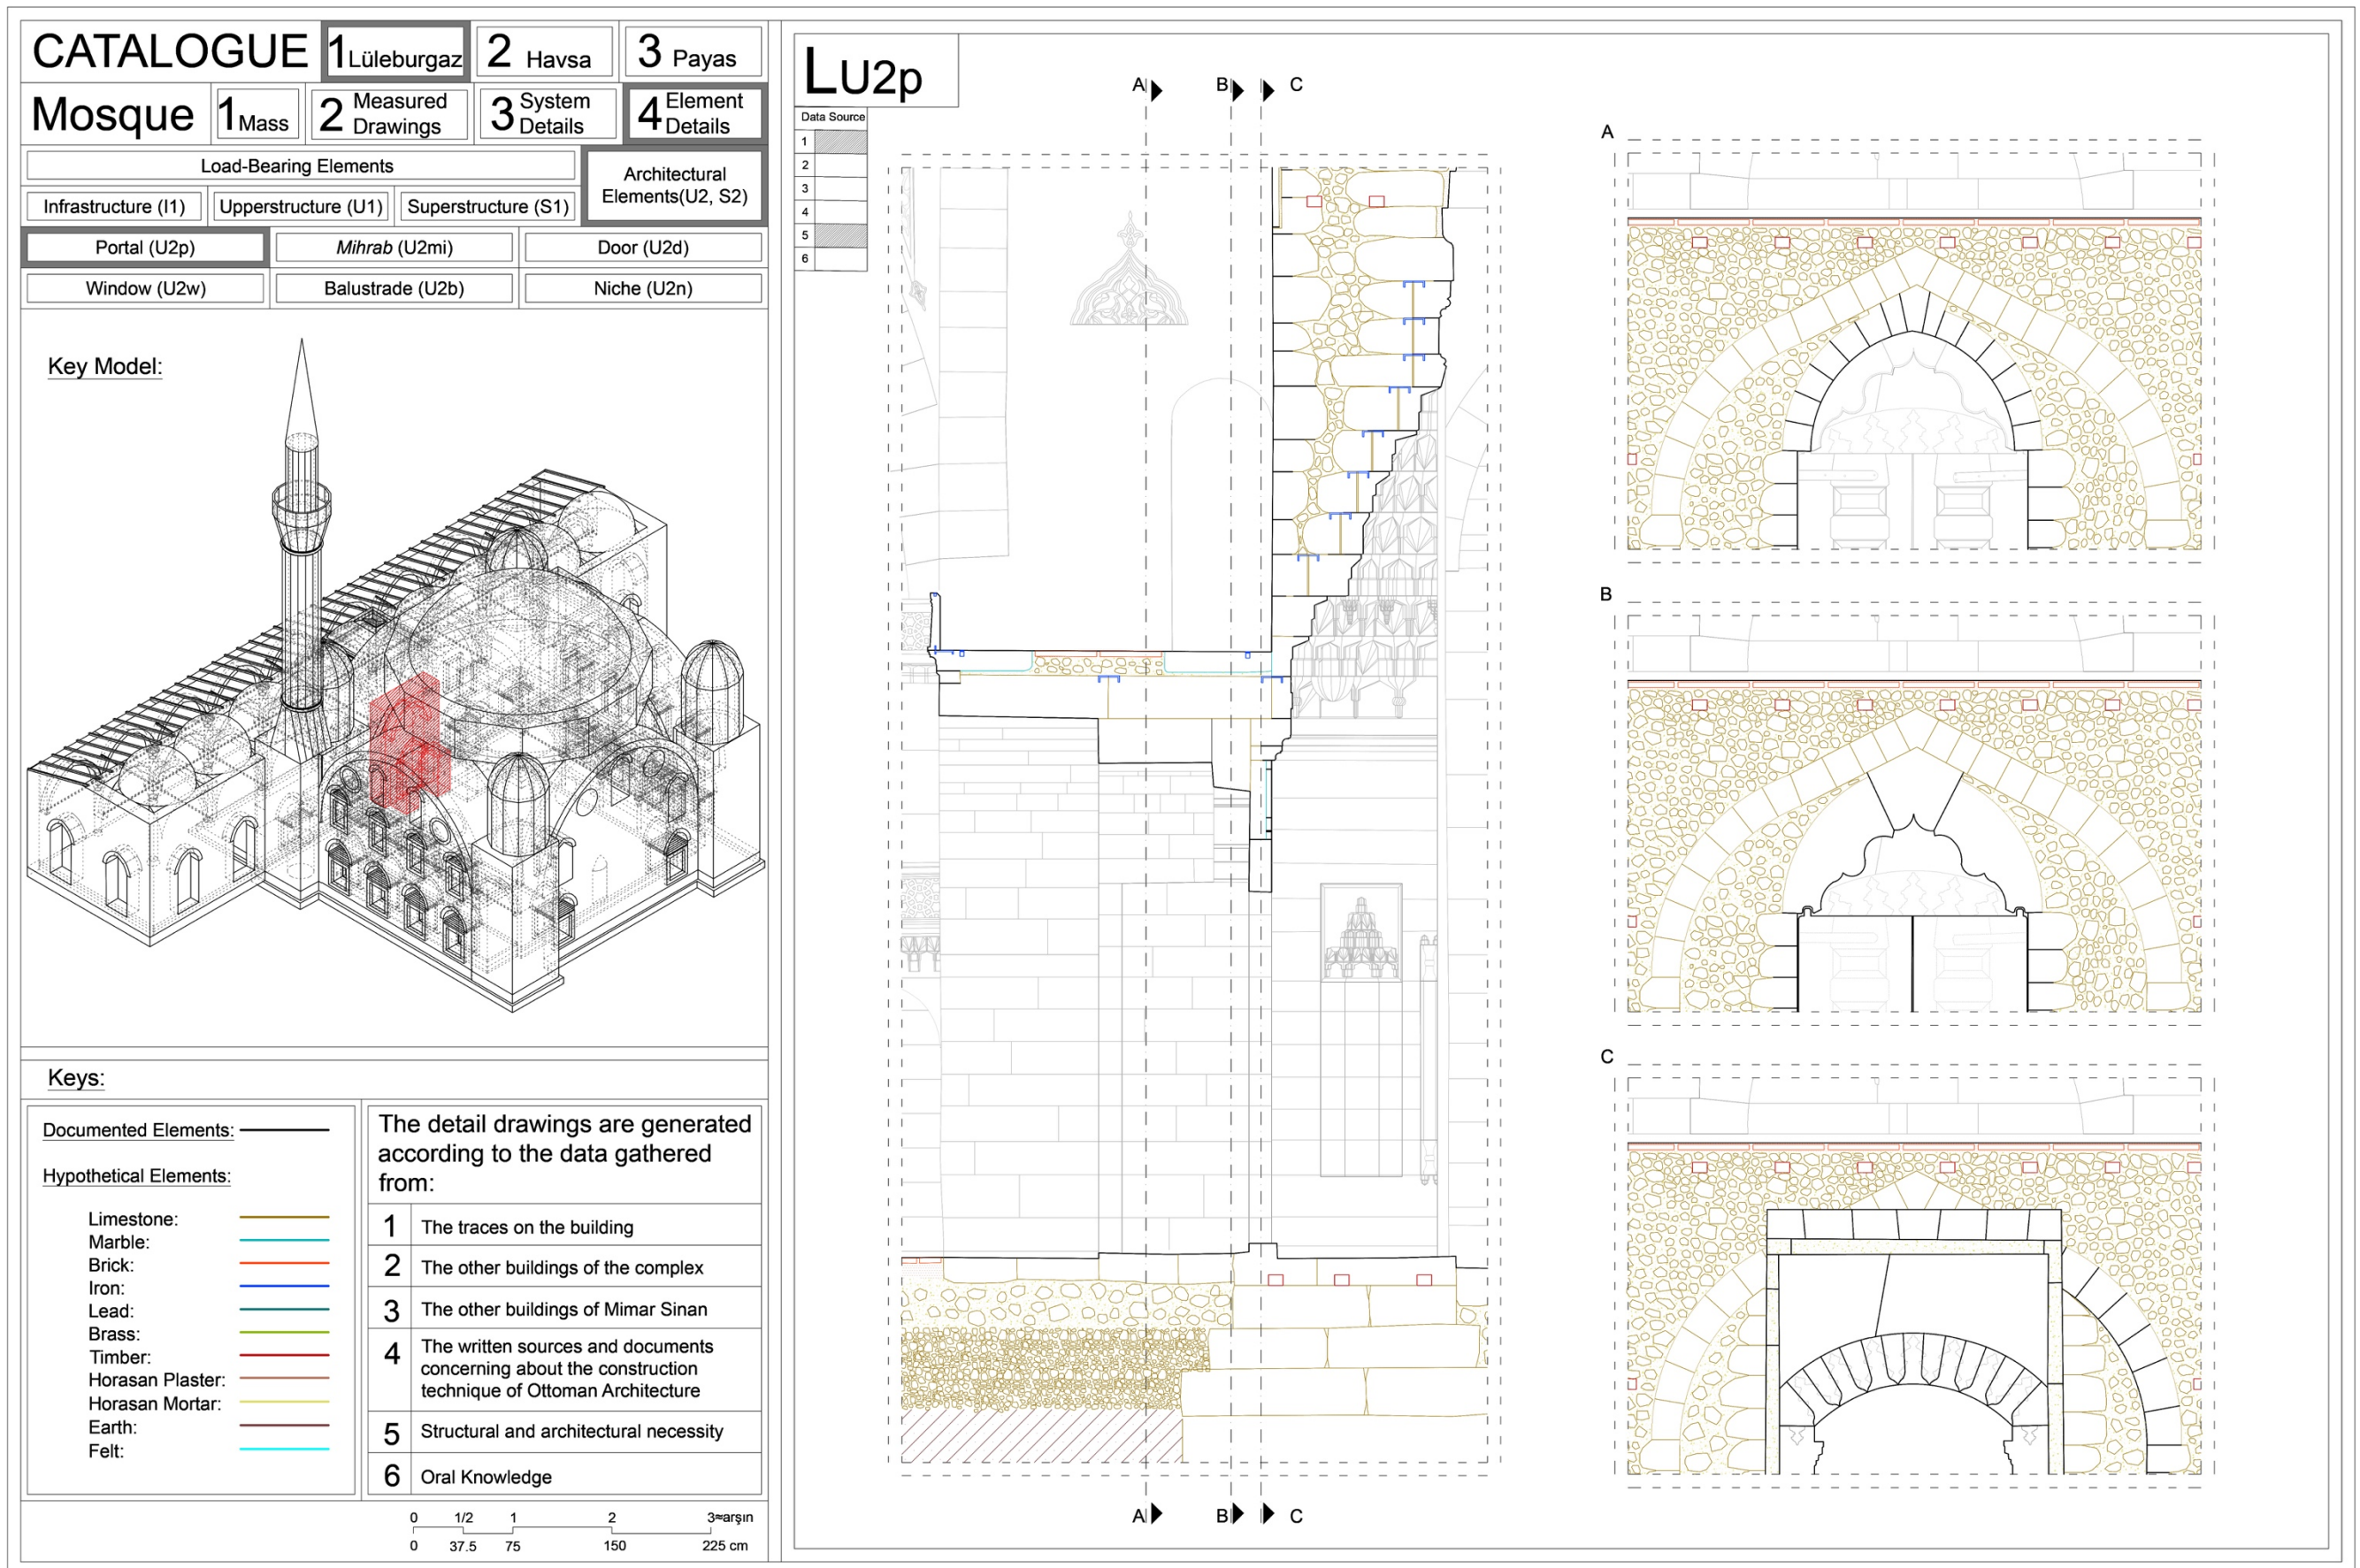 CATALOGUE 1 Lüleburgaz 2 Havsa 3 Payas
Mosque 1 Mass 2 Measured Drawings 3 System Details 4 Element Details
Load-Bearing Elements
Architectural Elements(U2, S2)
Infrastructure (I1) Upperstructure (U1) Superstructure (S1)
Portal (U2p) Mihrab (U2mi) Door (U2d)
Window (U2w) Balustrade (U2b) Niche (U2n)
Key Model:
Keys:
Documented Elements:
Hypothetical Elements:
Limestone:
Marble:
Brick:
Iron:
Lead:
Brass:
Timber:
Horasan Plaster:
Horasan Mortar:
Earth:
Felt:
The detail drawings are generated
according to the data gathered
from:
1 The traces on the building
2 The other buildings of the complex
3 The other buildings of Mimar Sinan
4 The written sources and documents
concerning about the construction
technique of Ottoman Architecture
5 Structural and architectural necessity
6 Oral Knowledge
0 1/2 1 2 3≈arşın
0 37.5 75 150 225 cm
LU2p
Data Source
1
2
3
4
5
6
A B C
A B C
A
B
C